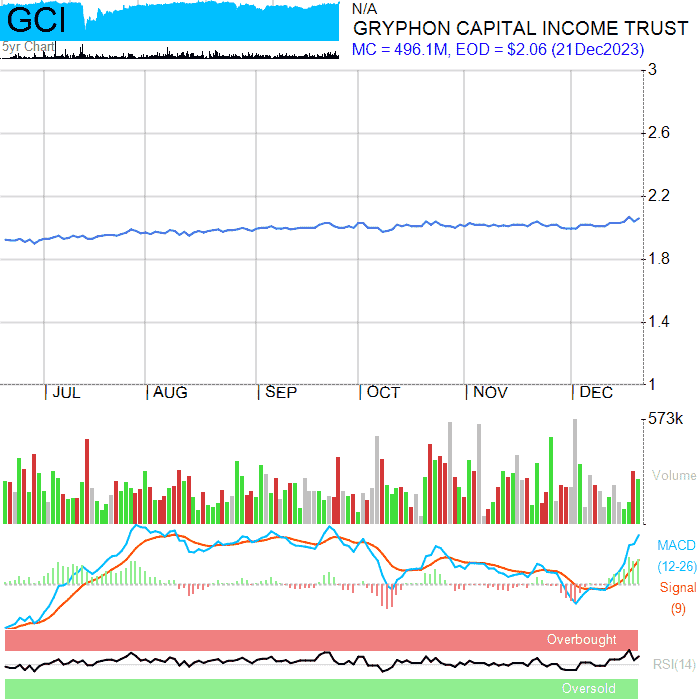 GCI
5yr Chart
N/A
GRYPHON CAPITAL INCOME TRUST
MC = 496.1M, EOD = $2.06 (21Dec2023)
3
2.6
2.2
1.8
1.4
1
JUL AUG SEP OCT NOV DEC
573k
Volume
MACD
(12-26)
Signal
(9)
Overbought
RSI(14)
Oversold